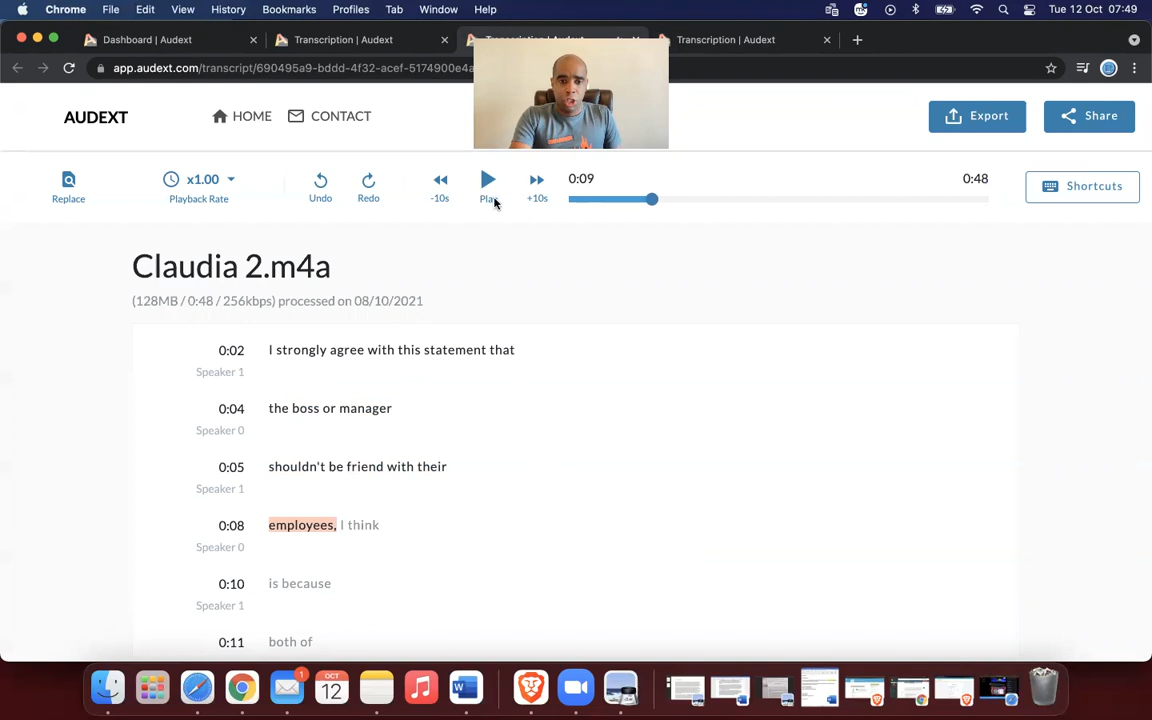 Chrome File Edit View History Bookmarks Profiles Tab Window Help Tue 12 Oct 07:49
Dashboard | Audext Transcription | Audext Transcription | Audext
app.audext.com/transcript/690495a9-bddd-4f32-acef-5174900e4a
AUDEXT HOME CONTACT Export Share
x1.00 0:09 0:48
Replace Playback Rate Undo Redo -10s Play +10s Shortcuts
Claudia 2.m4a
(128MB / 0:48 / 256kbps) processed on 08/10/2021
0:02 I strongly agree with this statement that
Speaker 1
0:04 the boss or manager
Speaker 0
0:05 shouldn't be friend with their
Speaker 1
0:08 employees, I think
Speaker 0
0:10 is because
Speaker 1
0:11 both of
OCT
12
1